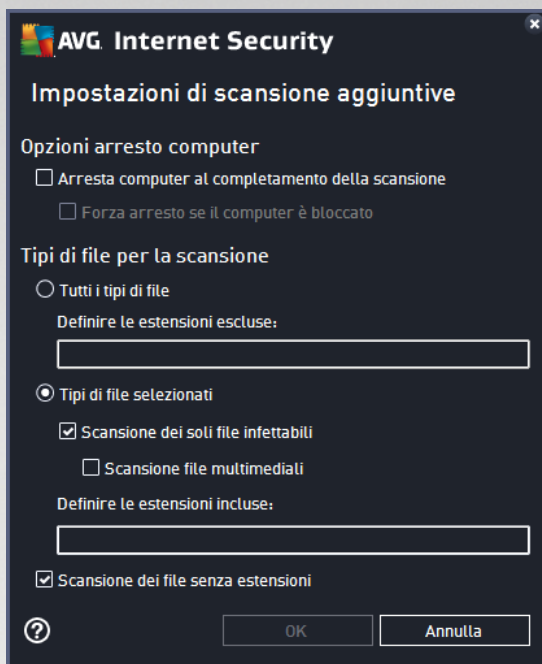 AVG. Internet Security
Impostazioni di scansione aggiuntive
Opzioni arresto computer
Arresta computer al completamento della scansione
Forza arresto se il computer è bloccato
Tipi di file per la scansione
Tutti i tipi di file
Definire le estensioni escluse:
Tipi di file selezionati
Scansione dei soli file infettabili
Scansione file multimediali
Definire le estensioni incluse:
Scansione dei file senza estensioni
?
OK
Annulla